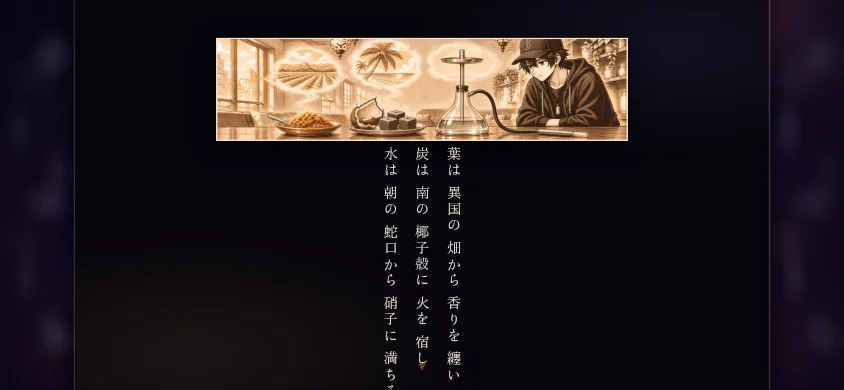 葉は 異国の 畑から 香りを 纏い
炭は 南の 椰子殻に 火を 宿し
水は 朝の 蛇口から 硝子に 満ち